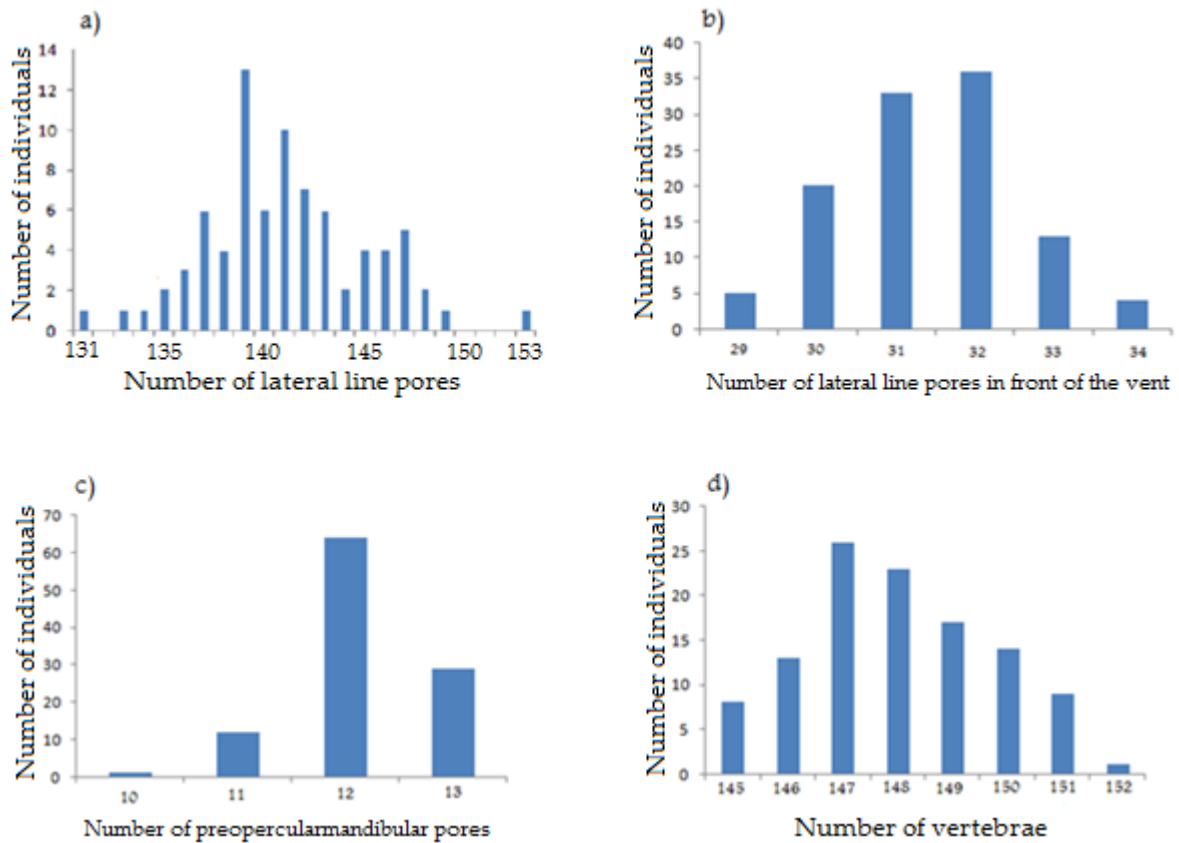 a)
Number of individuals
14
12
10
8
6
4
2
0
131 135 140 145 150 153
Number of lateral line pores
b)
Number of individuals
40
35
30
25
20
15
10
5
0
29 30 31 32 33 34
Number of lateral line pores in front of the vent
c)
Number of individuals
70
60
50
40
30
20
10
0
10 11 12 13
Number of preopercularmandibular pores
d)
Number of individuals
30
25
20
15
10
5
0
145 146 147 148 149 150 151 152
Number of vertebrae